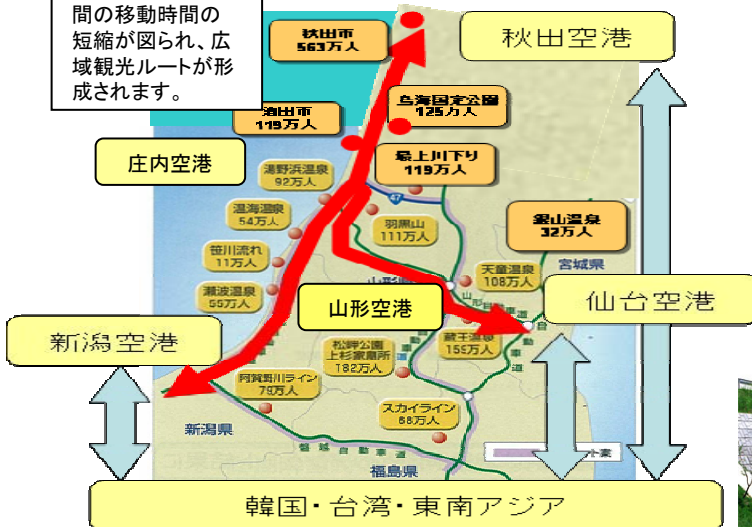 間の移動時間の
短縮が図られ、広
域観光ルートが形
成されます。
秋田市
563万人
秋田空港
鳥海国定公園
125万人
酒田市
119万人
庄内空港
最上川下り
119万人
湯野浜温泉
92万人
47
温海温泉
54万人
羽黒山
111万人
銀山温泉
32万人
笹川流れ
11万人
宮城県
天童温泉
108万人
瀬波温泉
55万人
山形空港
仙台空港
新潟空港
蔵王温泉
159万人
松岬公園
上杉家墓所
182万人
阿賀野川ライン
79万人
スカイライン
68万人
新潟県
磐越自動車道
福島県
韓国・台湾・東南アジア